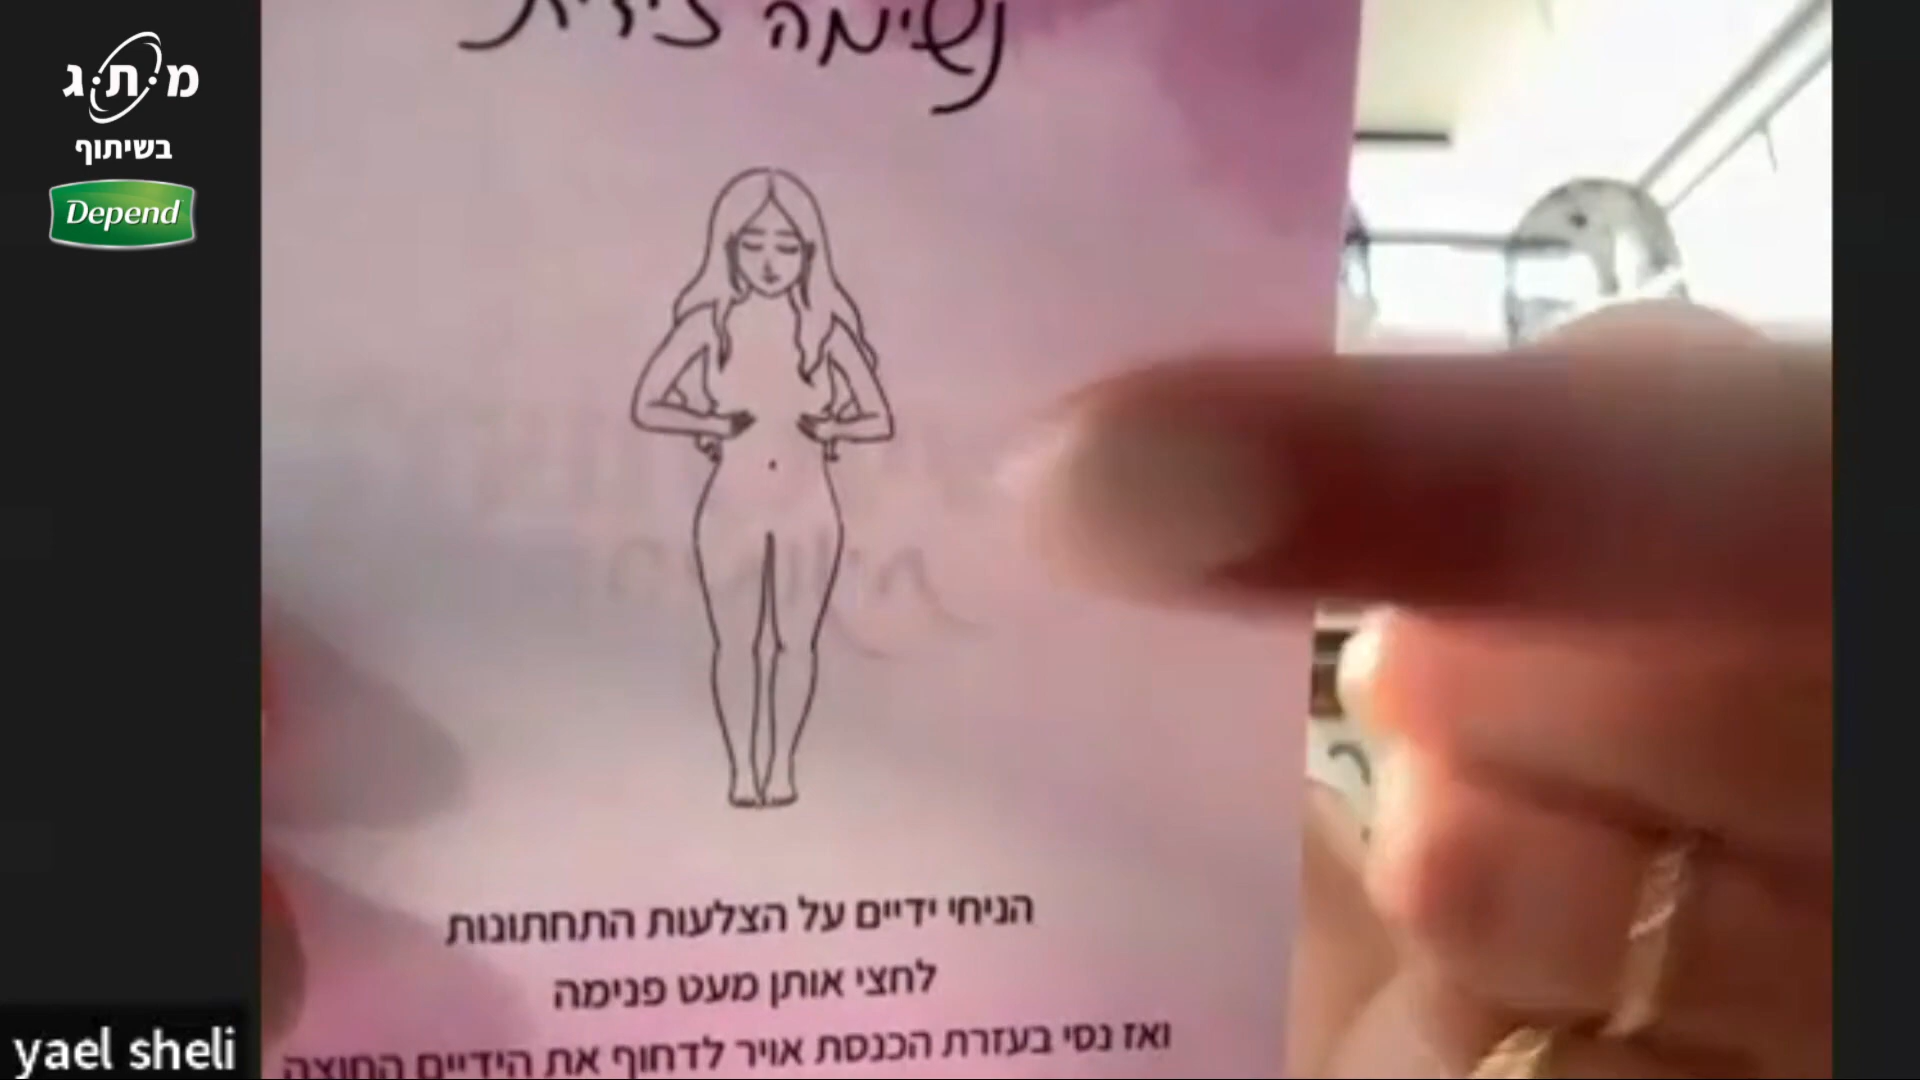 מ.ת.ג
בשיתוף
Depend
נשימה צידית
הניחי ידיים על הצלעות התחתונות
לחצי אותן מעט פנימה
ואז נסי בעזרת הכנסת אויר לדחוף את הידיים החוצה
yael sheli